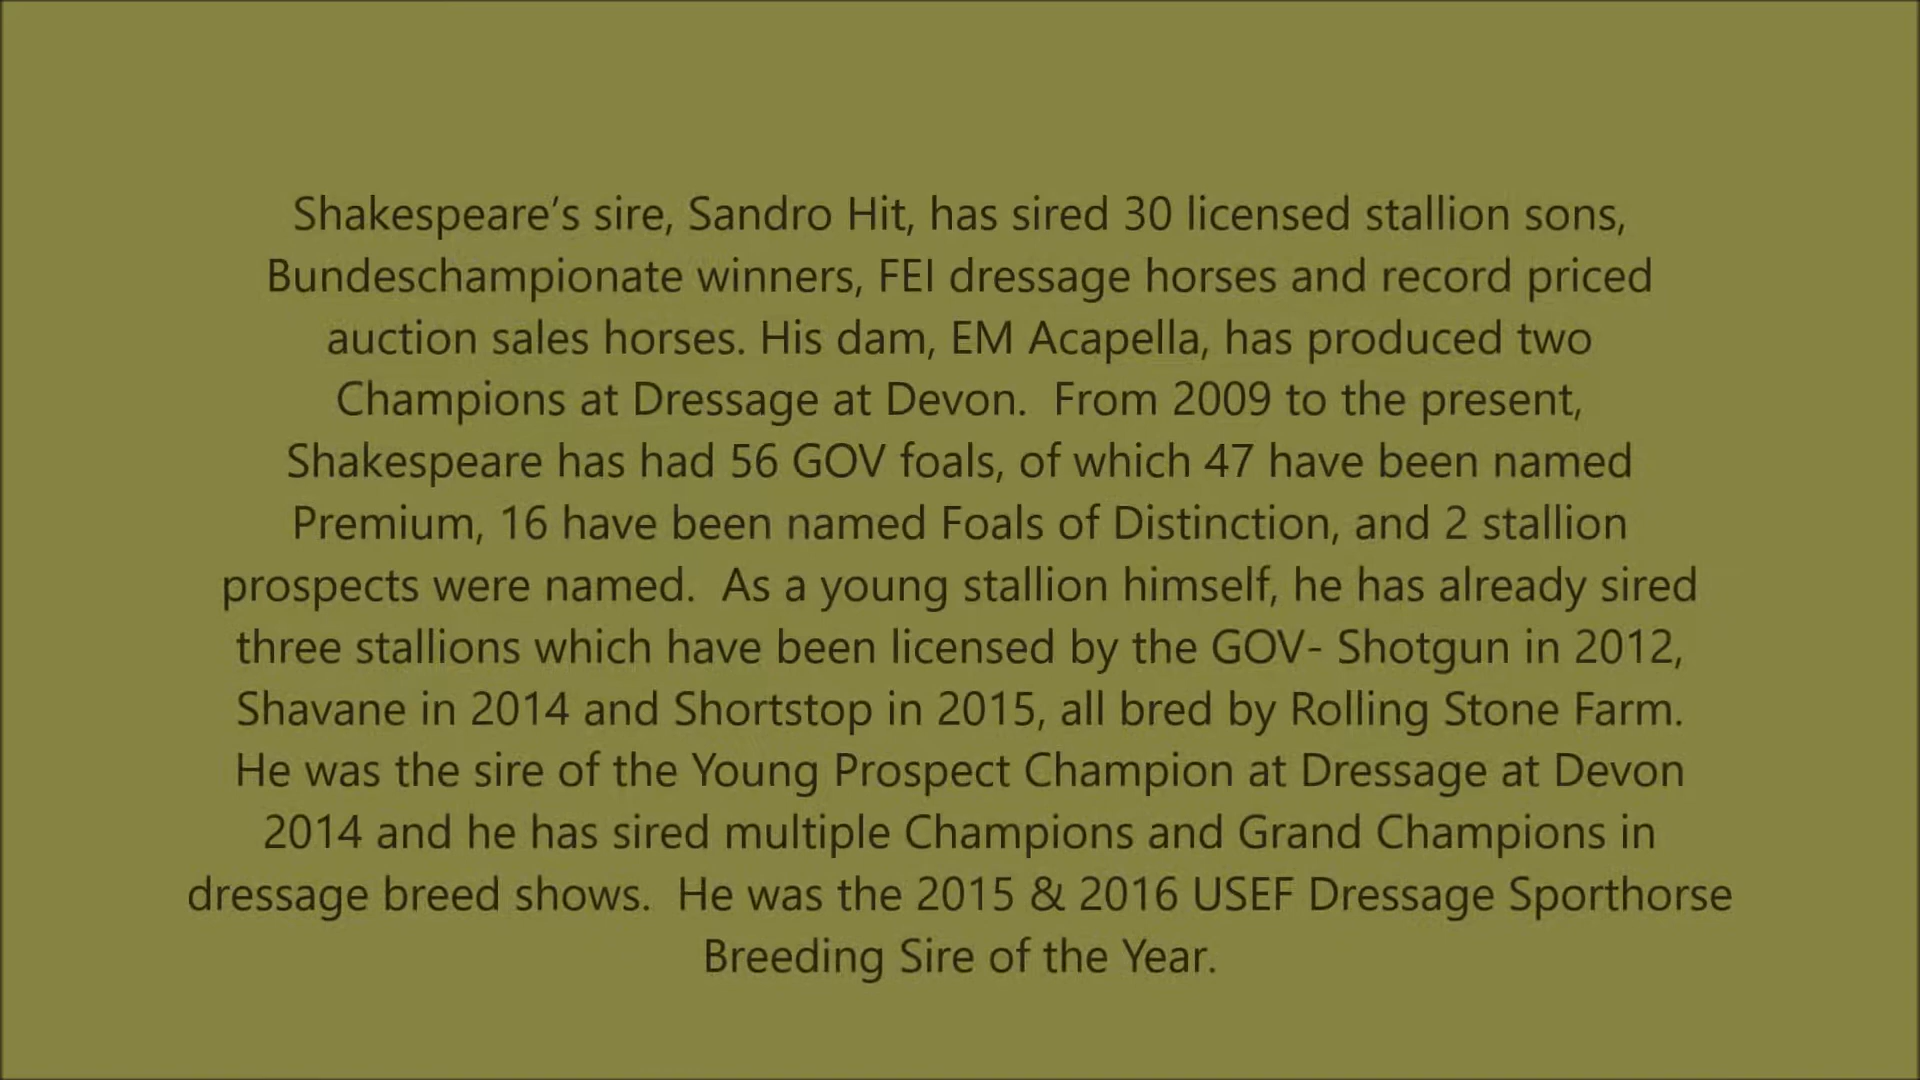 Shakespeare’s sire, Sandro Hit, has sired 30 licensed stallion sons,
Bundeschampionate winners, FEI dressage horses and record priced
auction sales horses. His dam, EM Acapella, has produced two
Champions at Dressage at Devon.  From 2009 to the present,
Shakespeare has had 56 GOV foals, of which 47 have been named
Premium, 16 have been named Foals of Distinction, and 2 stallion
prospects were named.  As a young stallion himself, he has already sired
three stallions which have been licensed by the GOV- Shotgun in 2012,
Shavane in 2014 and Shortstop in 2015, all bred by Rolling Stone Farm.
He was the sire of the Young Prospect Champion at Dressage at Devon
2014 and he has sired multiple Champions and Grand Champions in
dressage breed shows.  He was the 2015 & 2016 USEF Dressage Sporthorse
Breeding Sire of the Year.